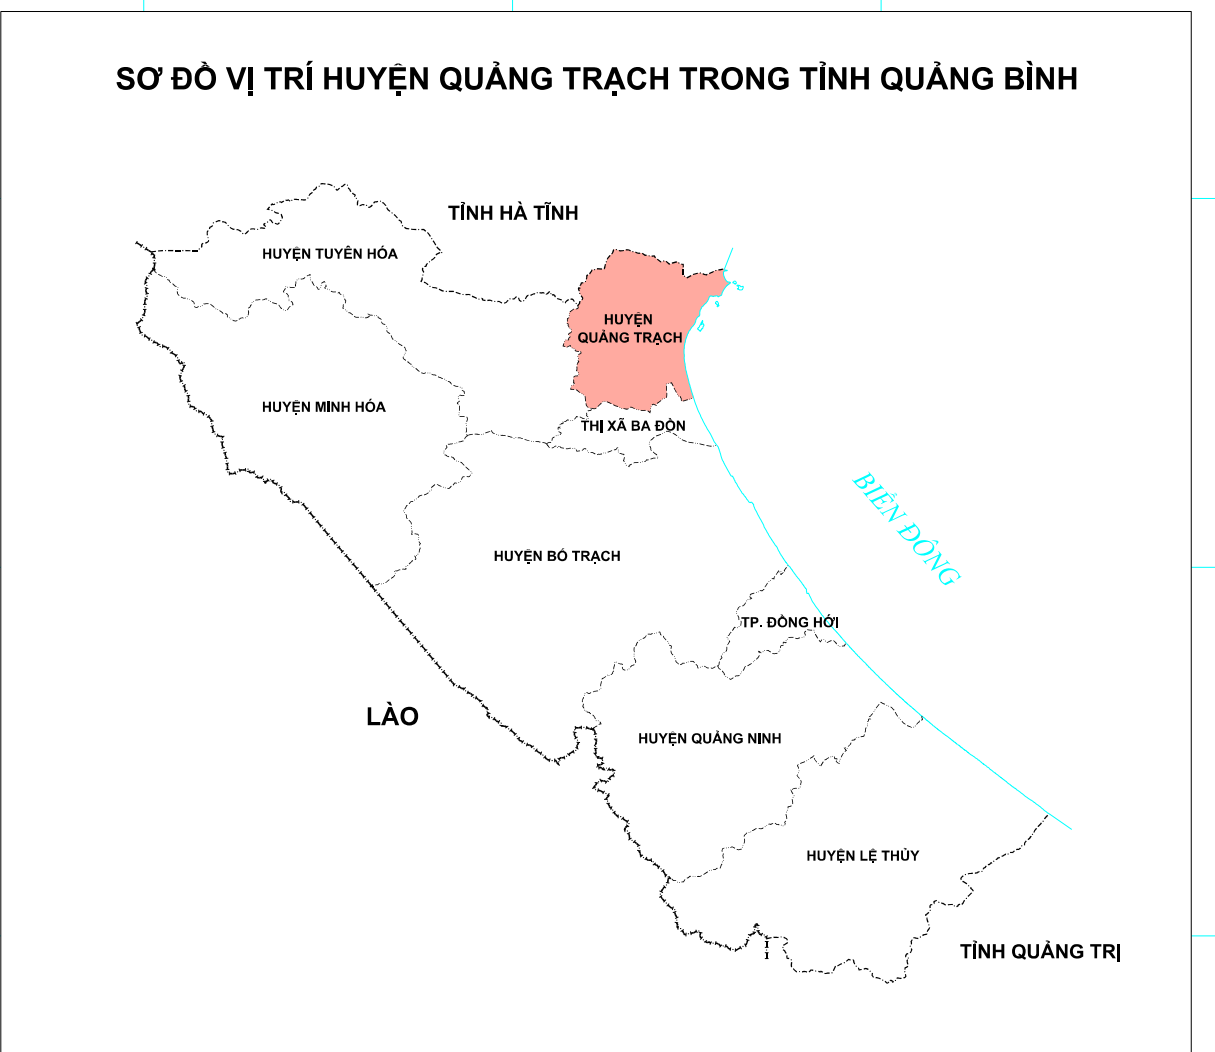 SƠ ĐỒ VỊ TRÍ HUYỆN QUẢNG TRẠCH TRONG TỈNH QUẢNG BÌNH
TỈNH HÀ TĨNH
HUYỆN TUYÊN HÓA
HUYỆN
QUẢNG TRẠCH
HUYỆN MINH HÓA
THỊ XÃ BA ĐỒN
BIỂN ĐÔNG
HUYỆN BỐ TRẠCH
TP. ĐỒNG HỚI
LÀO
HUYỆN QUẢNG NINH
HUYỆN LỆ THỦY
TỈNH QUẢNG TRỊ